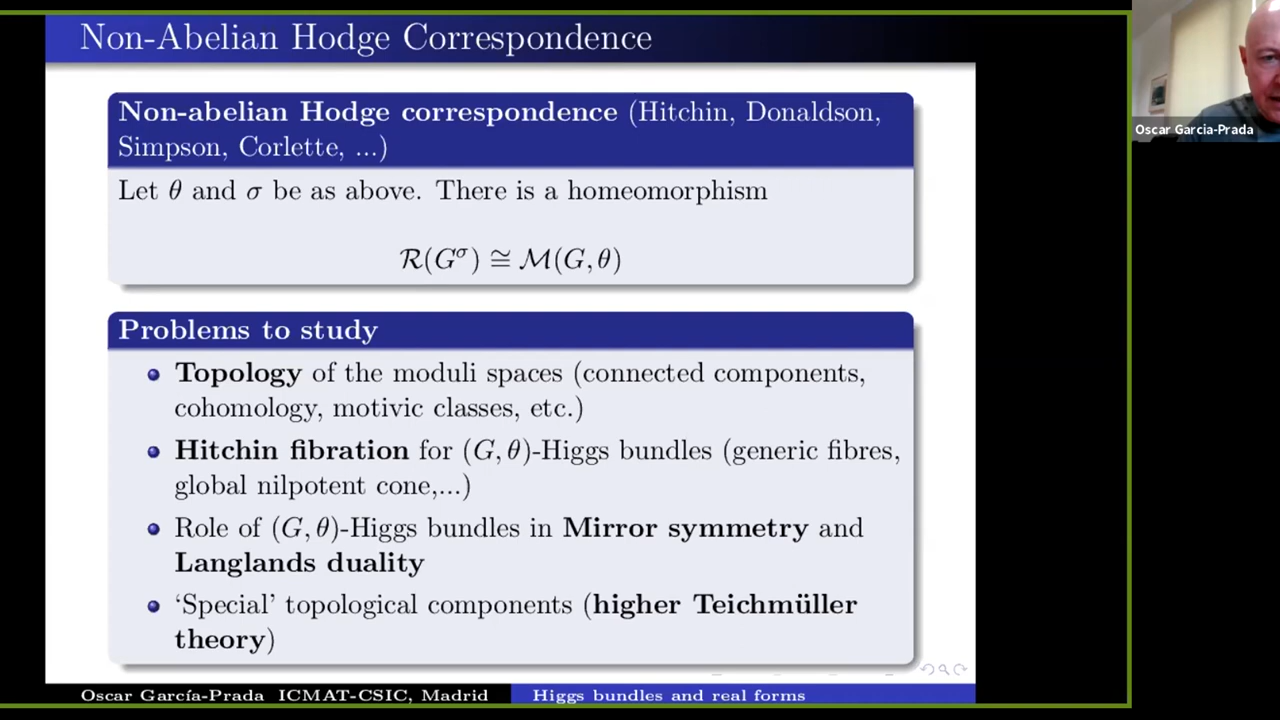 Non-Abelian Hodge Correspondence
Non-abelian Hodge correspondence (Hitchin, Donaldson,
Simpson, Corlette, ...)
Let θ and σ be as above. There is a homeomorphism
ℛ(G^σ) ≅ ℳ(G, θ)
Problems to study
Topology of the moduli spaces (connected components,
cohomology, motivic classes, etc.)
Hitchin fibration for (G, θ)-Higgs bundles (generic fibres,
global nilpotent cone,...)
Role of (G, θ)-Higgs bundles in Mirror symmetry and
Langlands duality
‘Special’ topological components (higher Teichmüller
theory)
Oscar García-Prada ICMAT-CSIC, Madrid
Higgs bundles and real forms
Oscar Garcia-Prada